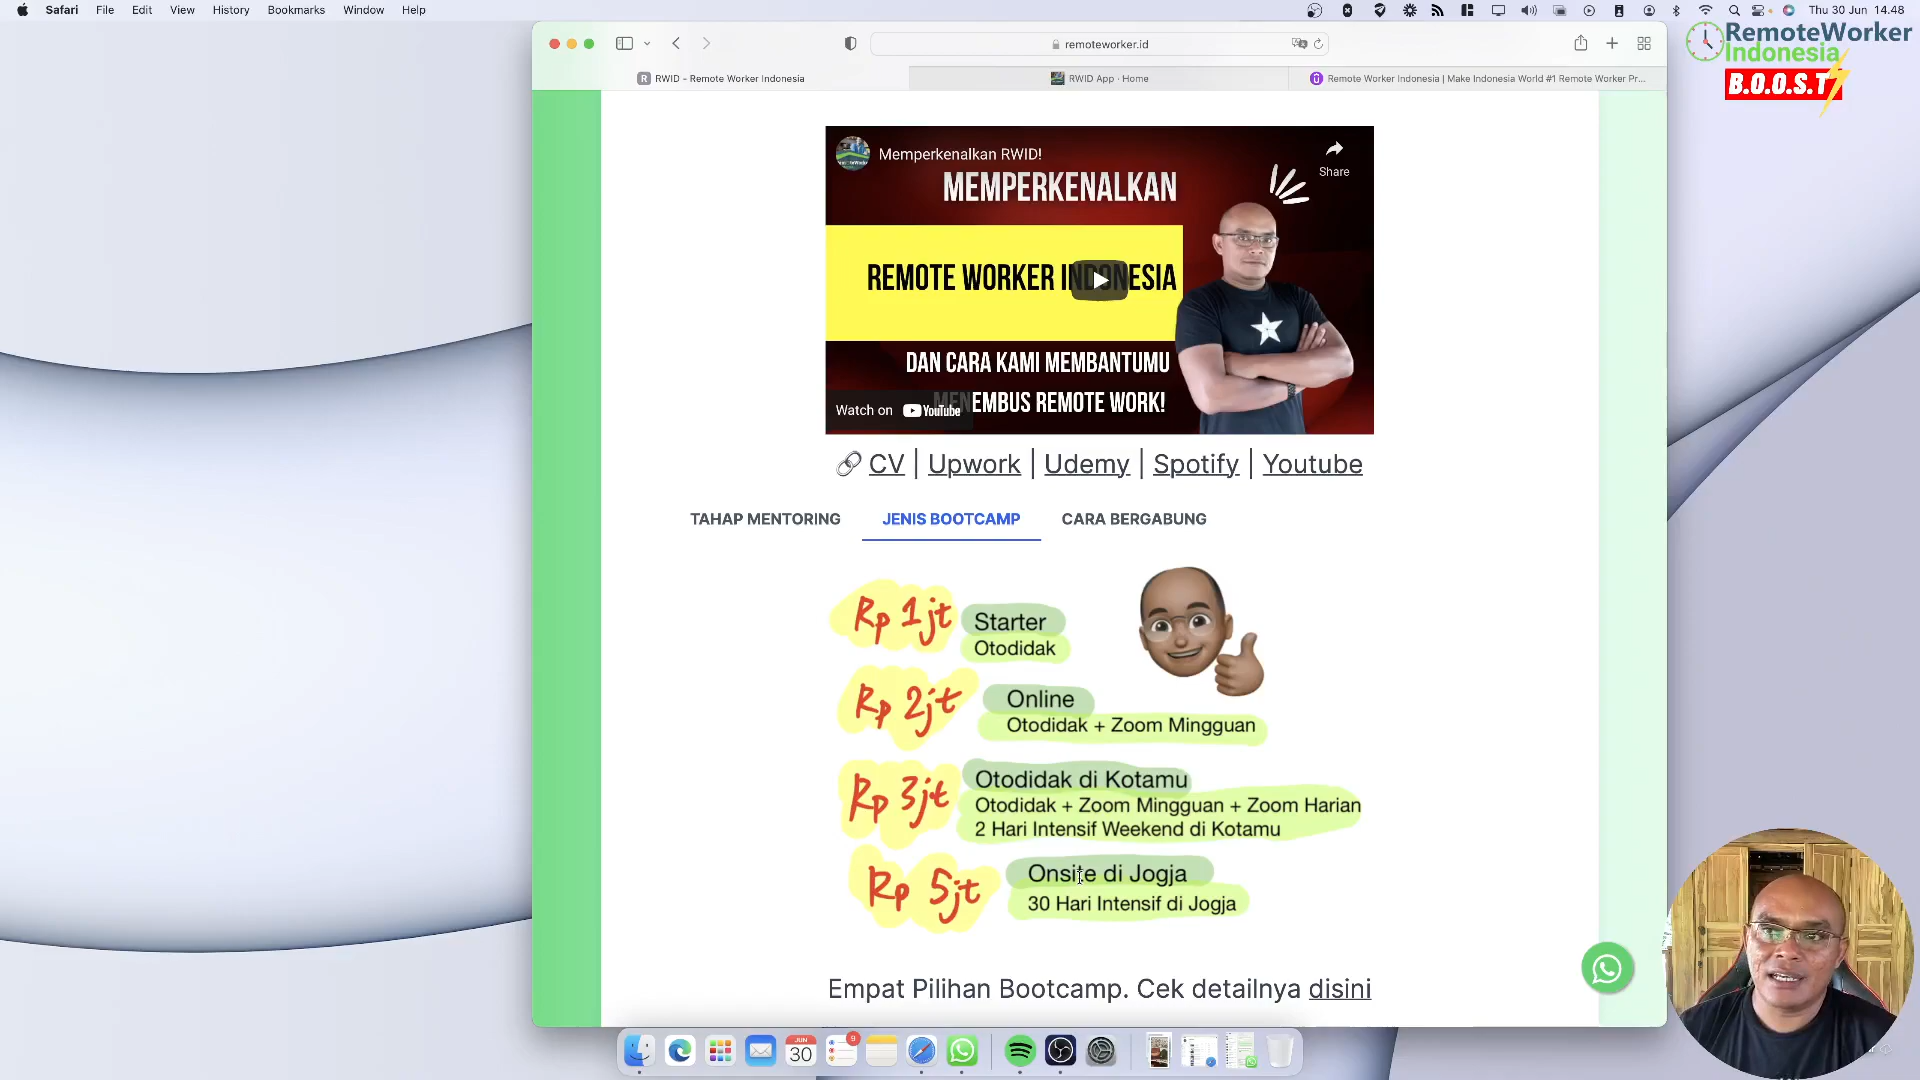 Safari File Edit View History Bookmarks Window Help
Thu 30 Jun 14.48
RemoteWorker
Indonesia
B.O.O.S.T
remoteworker.id
R RWID - Remote Worker Indonesia
RWID App · Home
Remote Worker Indonesia | Make Indonesia World #1 Remote Worker Pr...
Memperkenalkan RWID!
Share
MEMPERKENALKAN
REMOTE WORKER INDONESIA
DAN CARA KAMI MEMBANTUMU
MENEMBUS REMOTE WORK!
Watch on YouTube
CV | Upwork | Udemy | Spotify | Youtube
TAHAP MENTORING
JENIS BOOTCAMP
CARA BERGABUNG
Rp 1jt Starter
Otodidak
Rp 2jt Online
Otodidak + Zoom Mingguan
Rp 3jt Otodidak di Kotamu
Otodidak + Zoom Mingguan + Zoom Harian
2 Hari Intensif Weekend di Kotamu
Rp 5jt Onsite di Jogja
30 Hari Intensif di Jogja
Empat Pilihan Bootcamp. Cek detailnya disini
JUN
30
9